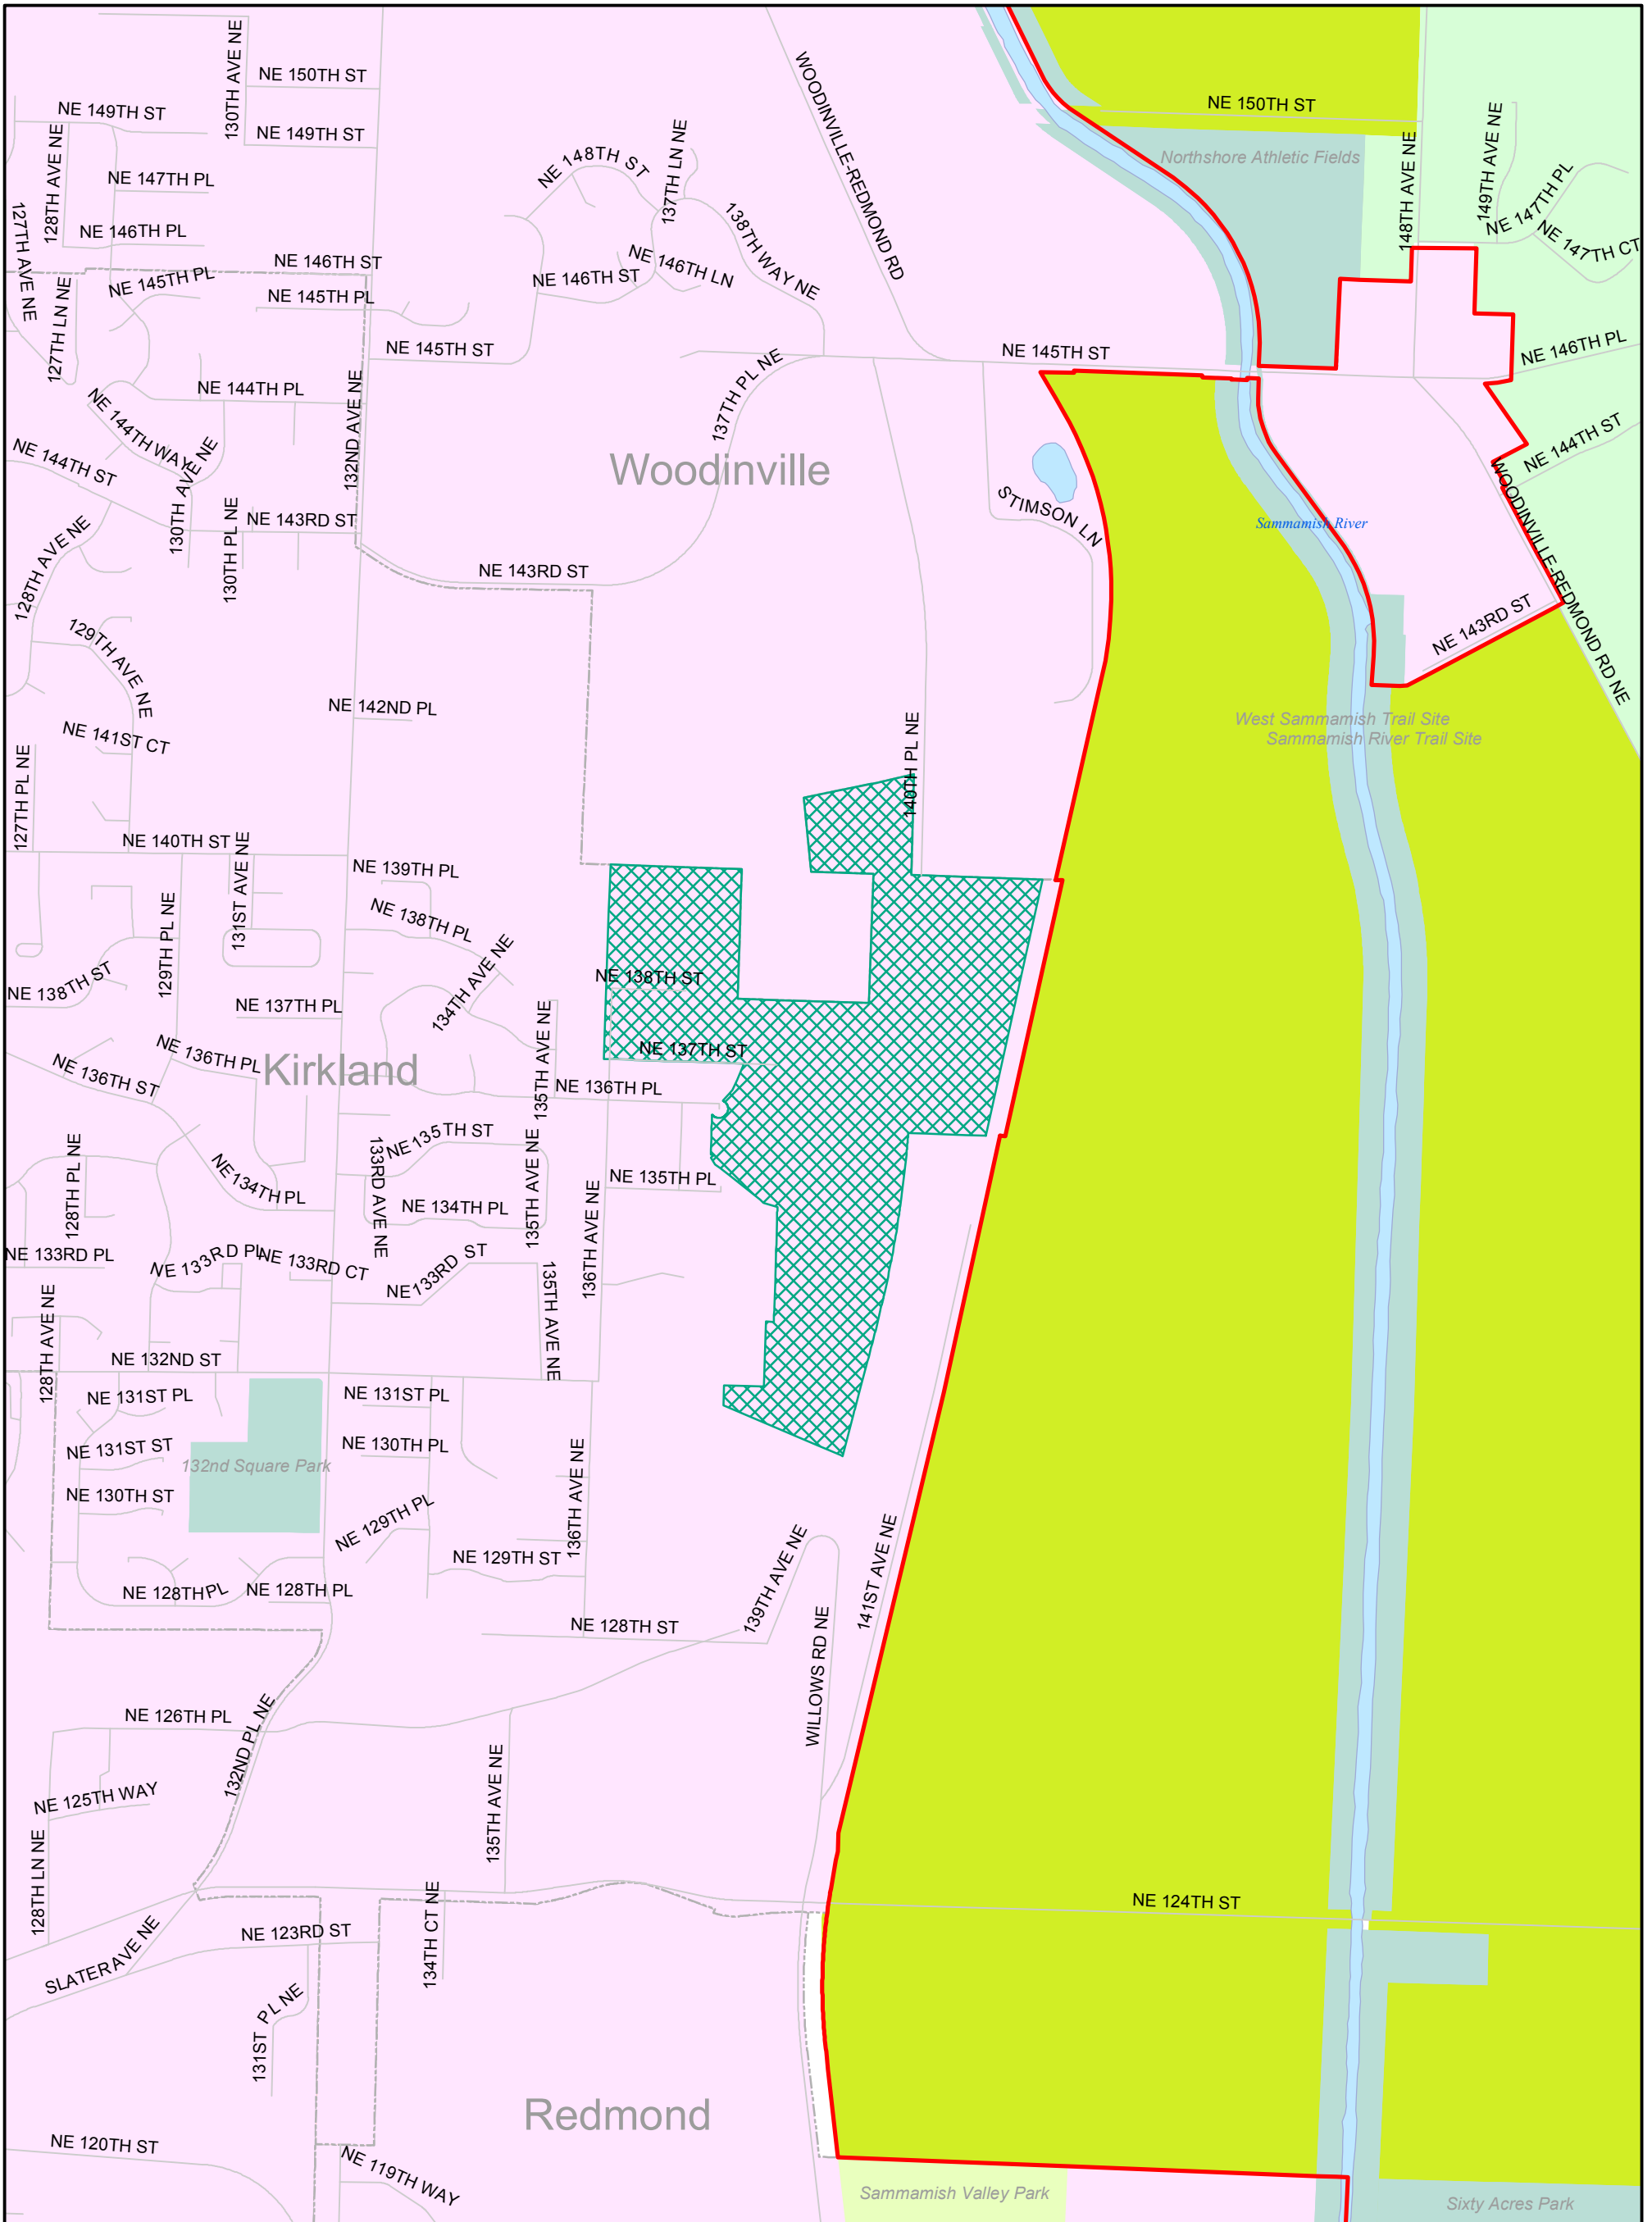 130TH AVE NE
NE 150TH ST
NE 149TH ST
NE 149TH ST
128TH AVE NE
NE 147TH PL
NE 146TH PL
127TH AVE NE
127TH LN NE
NE 145TH PL
NE 146TH ST
NE 145TH PL
NE 145TH ST
NE 148TH ST
137TH LN NE
138TH WAY NE
NE 146TH ST
NE 146TH LN
WOODINVILLE-REDMOND RD
NE 150TH ST
Northshore Athletic Fields
148TH AVE NE
149TH AVE NE
NE 147TH PL
NE 147TH CT
NE 145TH ST
NE 146TH PL
NE 144TH ST
NE 144TH PL
NE 144TH WAY
NE 144TH ST
132ND AVE NE
137TH PL NE
Woodinville
STIMSON LN
Sammamish River
WOODINVILLE-REDMOND RD NE
130TH AVE NE
130TH PL NE
NE 143RD ST
128TH AVE NE
NE 143RD ST
NE 143RD ST
129TH AVE NE
NE 142ND PL
NE 141ST CT
West Sammamish Trail Site
Sammamish River Trail Site
127TH PL NE
140TH PL NE
NE 140TH ST
131ST AVE NE
NE 139TH PL
129TH PL NE
NE 138TH PL
134TH AVE NE
NE 138TH ST
NE 138TH ST
NE 137TH PL
135TH AVE NE
NE 137TH ST
NE 136TH ST
NE 136TH PL
Kirkland
NE 136TH PL
128TH PL NE
NE 134TH PL
133RD AVE NE
NE 135TH ST
135TH AVE NE
136TH AVE NE
NE 135TH PL
NE 134TH PL
NE 133RD PL
NE 133RD PL
NE 133RD CT
NE 133RD ST
135TH AVE NE
128TH AVE NE
NE 132ND ST
NE 131ST PL
NE 131ST PL
NE 131ST ST
NE 130TH PL
132nd Square Park
NE 130TH ST
136TH AVE NE
NE 129TH PL
NE 129TH ST
139TH AVE NE
141ST AVE NE
NE 128TH PL
NE 128TH PL
NE 128TH ST
WILLOWS RD NE
132ND PL NE
NE 126TH PL
135TH AVE NE
NE 125TH WAY
128TH LN NE
NE 124TH ST
134TH CT NE
NE 123RD ST
SLATER AVE NE
131ST PL NE
Redmond
NE 120TH ST
NE 119TH WAY
Sammamish Valley Park
Sixty Acres Park